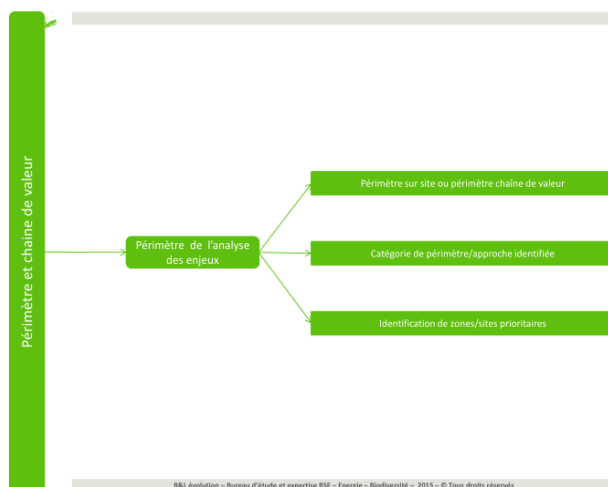 Périmètre et chaine de valeur
Périmètre sur site ou périmètre chaîne de valeur
Périmètre de l'analyse
des enjeux
Catégorie de périmètre/approche identifiée
Identification de zones/sites prioritaires
B&L évolution – Bureau d'étude et expertise RSE – Energie – Biodiversité – 2015 – © Tous droits réservés